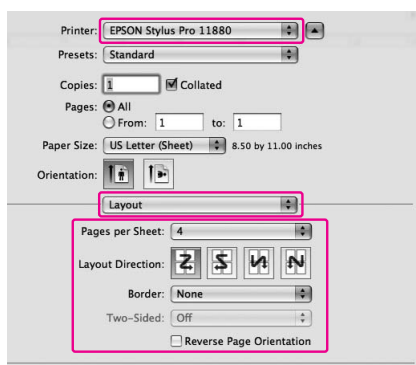 Printer: EPSON Stylus Pro 11880
Presets: Standard
Copies: 1 Collated
Pages: All
From: 1 to: 1
Paper Size: US Letter (Sheet) 8.50 by 11.00 inches
Orientation:
Layout
Pages per Sheet: 4
Layout Direction:
Border: None
Two-Sided: Off
Reverse Page Orientation